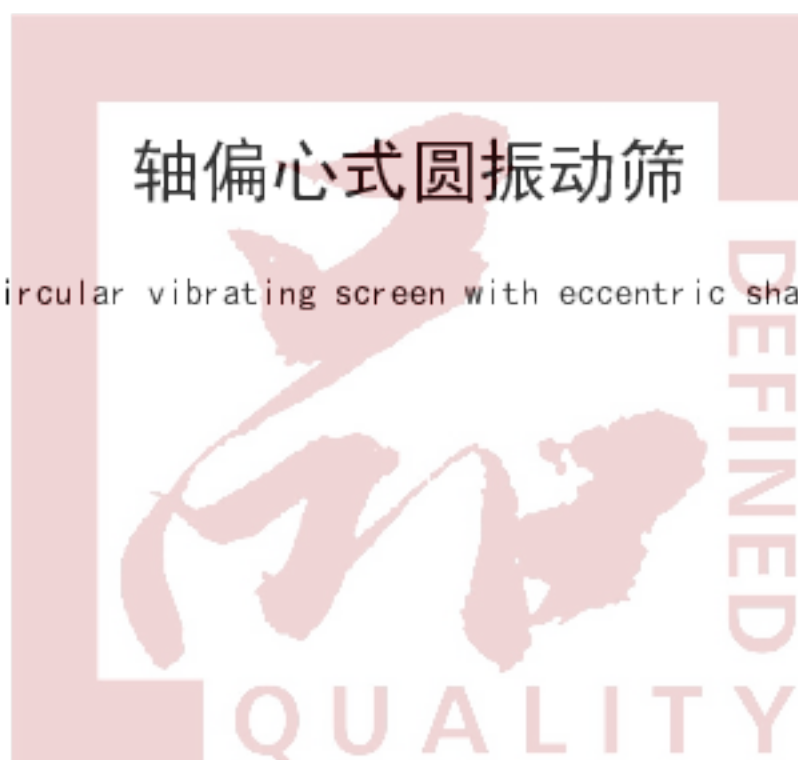 轴偏心式圆振动筛
ircular vibrating screen with eccentric sha
DEFINED
QUALITY